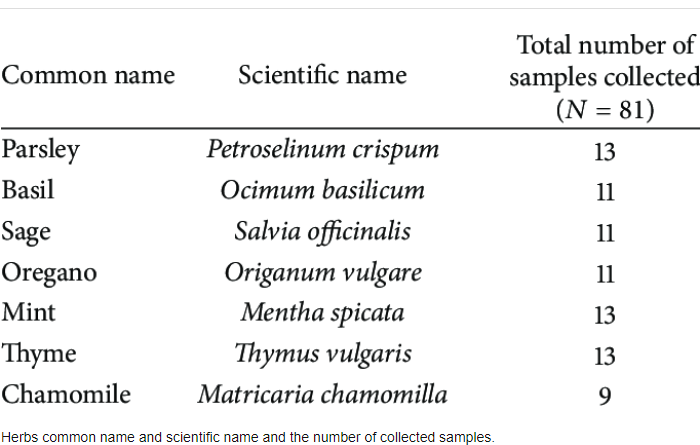 Common name Scientific name Total number of
samples collected
(N = 81)
Parsley Petroselinum crispum 13
Basil Ocimum basilicum 11
Sage Salvia officinalis 11
Oregano Origanum vulgare 11
Mint Mentha spicata 13
Thyme Thymus vulgaris 13
Chamomile Matricaria chamomilla 9
Herbs common name and scientific name and the number of collected samples.